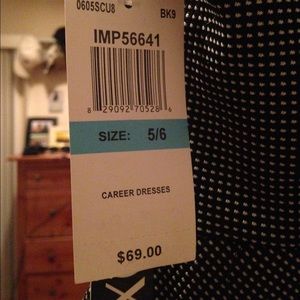 0605SCU8 BK9
IMP56641
8 29092 70528 6
SIZE: 5/6
CAREER DRESSES
$69.00
X